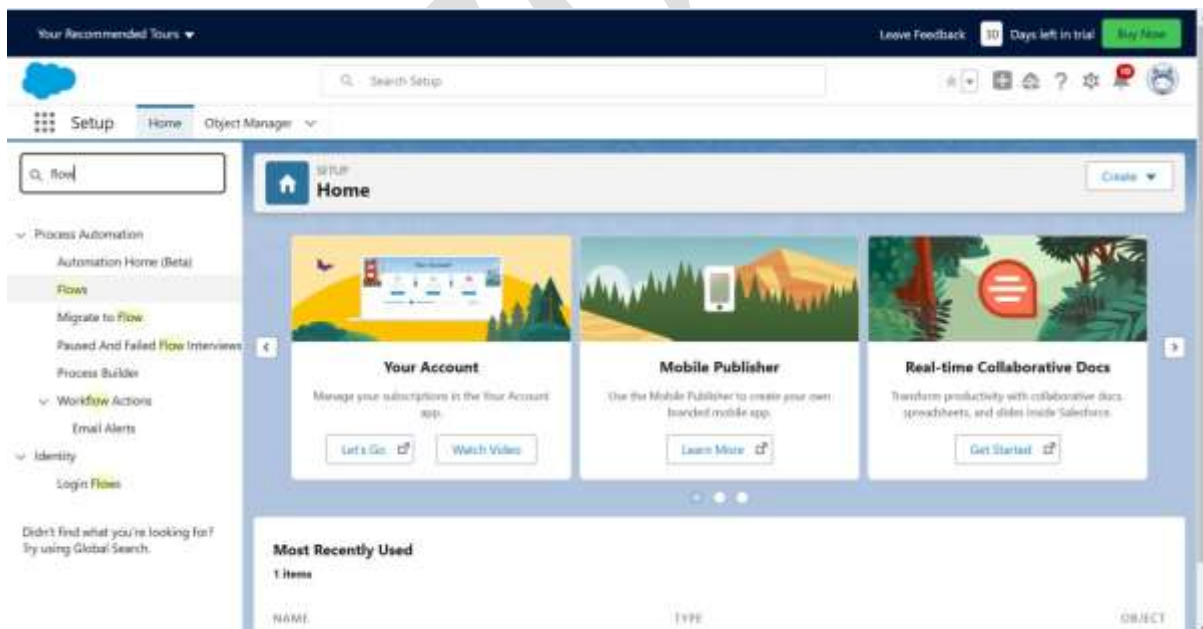 Your Recommended Tours
Leave Feedback
30 Days left in trial
Buy Now
Search Setup
10
Setup
Home
Object Manager
flow
Process Automation
Automation Home (Beta)
Flows
Migrate to Flow
Paused And Failed Flow Interviews
Process Builder
Workflow Actions
Email Alerts
Identity
Login Flows
Didn't find what you're looking for?
Try using Global Search.
SETUP
Home
Create
Your Account
Manage your subscriptions in the Your Account
app.
Let's Go
Watch Video
Mobile Publisher
Use the Mobile Publisher to create your own
branded mobile app.
Learn More
Real-time Collaborative Docs
Transform productivity with collaborative docs,
spreadsheets, and slides inside Salesforce.
Get Started
Most Recently Used
1 items
NAME
TYPE
OBJECT